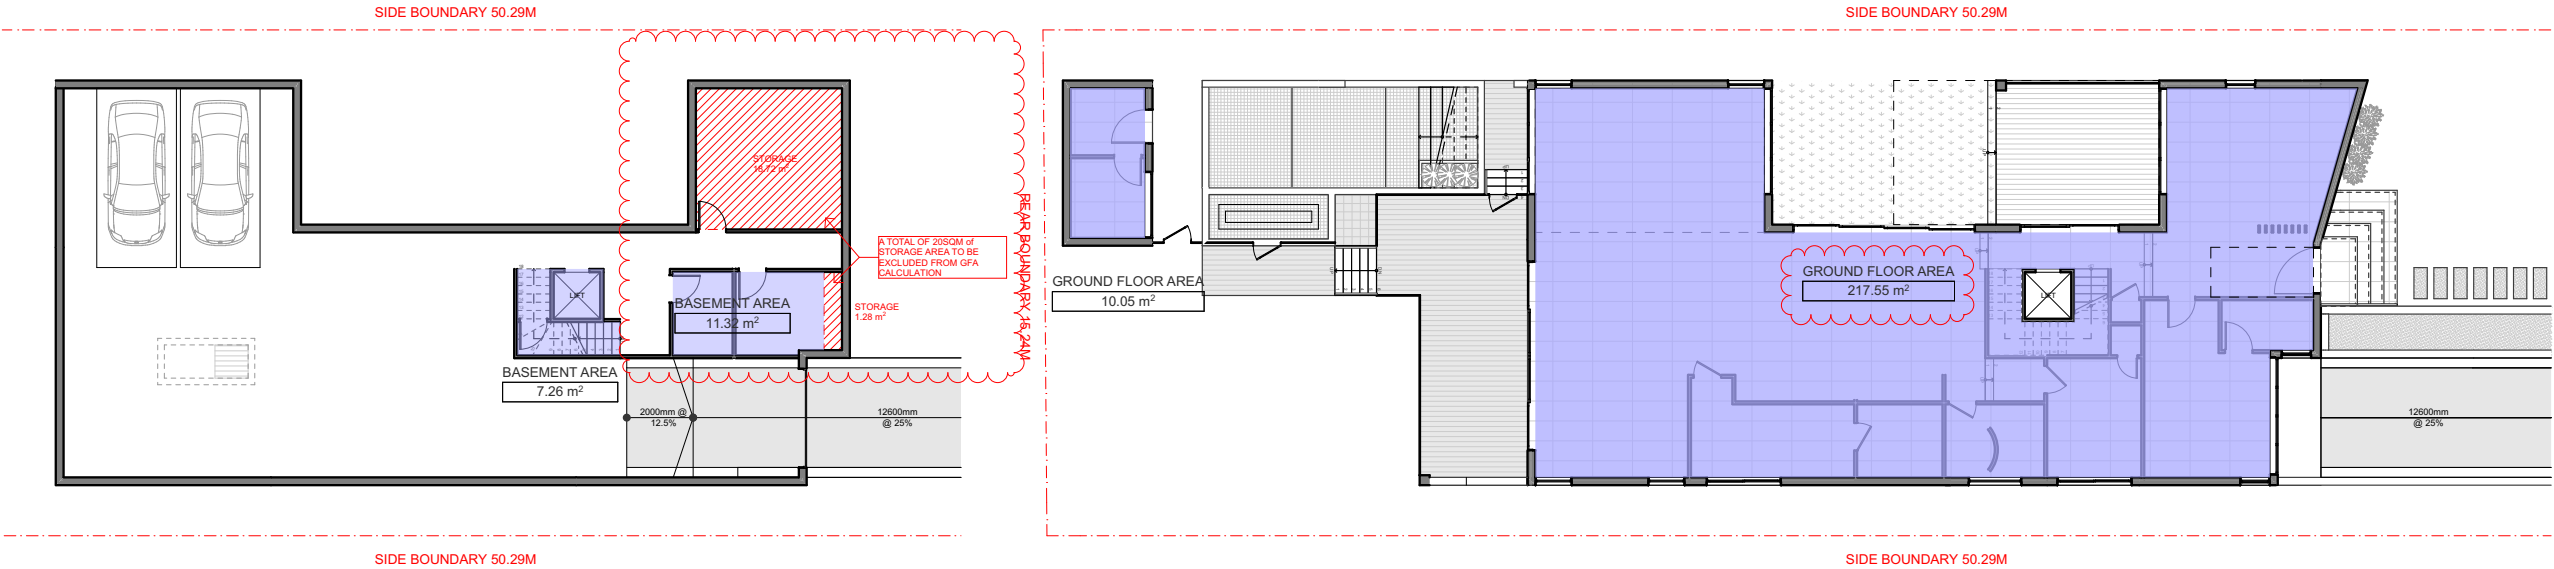 SIDE BOUNDARY 50.29M
SIDE BOUNDARY 50.29M
STORAGE
18.72 m²
REAR BOUNDARY 15.24M
A TOTAL OF 20SQM of
STORAGE AREA TO BE
EXCLUDED FROM GFA
CALCULATION
LIFT
BASEMENT AREA
11.32 m²
STORAGE
1.28 m²
BASEMENT AREA
7.26 m²
2000mm @
12.5%
12600mm
@ 25%
GROUND FLOOR AREA
10.05 m²
GROUND FLOOR AREA
217.55 m²
LIFT
12600mm
@ 25%
SIDE BOUNDARY 50.29M
SIDE BOUNDARY 50.29M